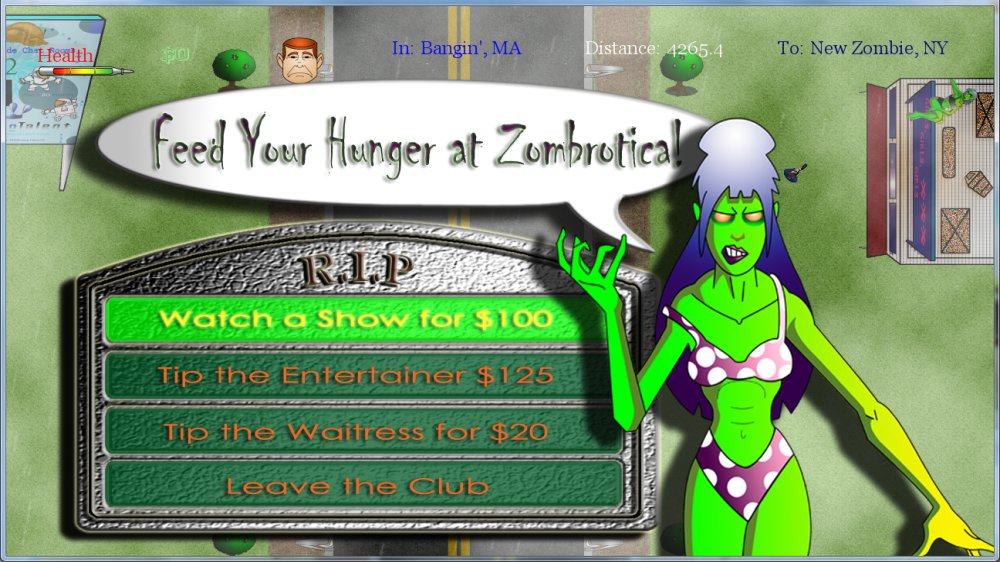 Health
$0
In: Bangin', MA
Distance: 4265.4
To: New Zombie, NY
Feed Your Hunger at Zombrotica!
R.I.P
Watch a Show for $100
Tip the Entertainer $125
Tip the Waitress for $20
Leave the Club